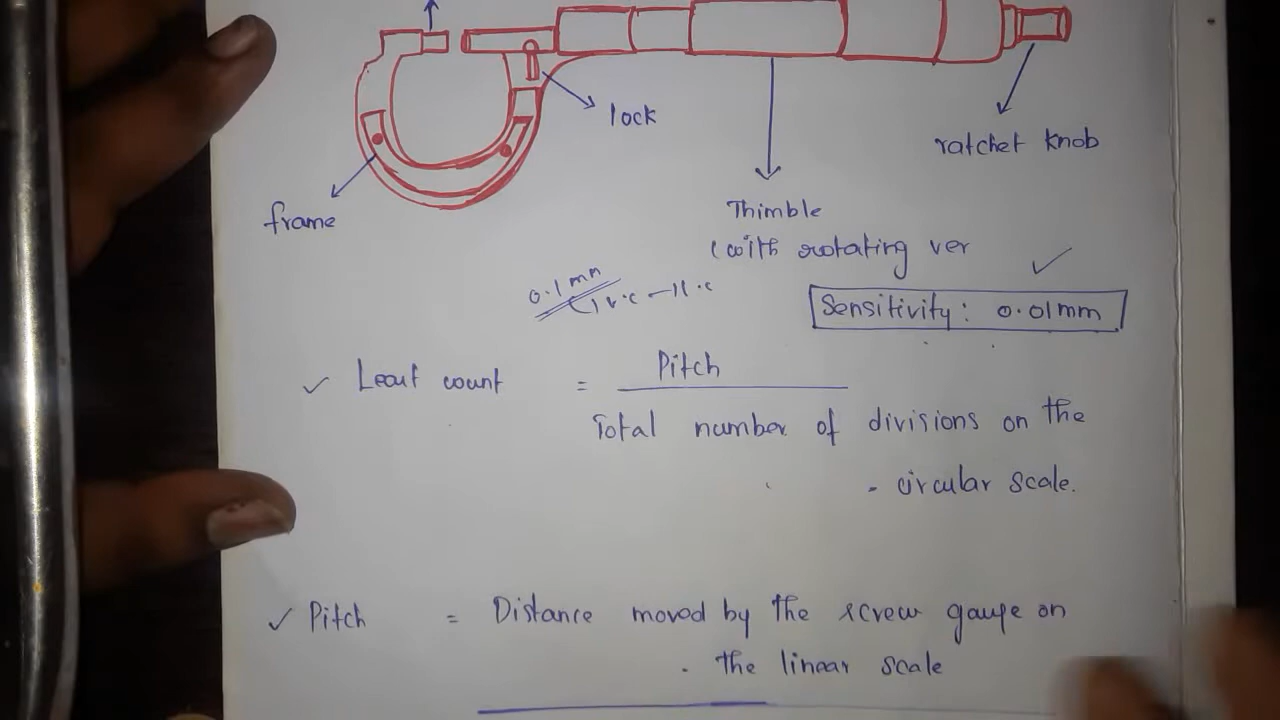 lock
ratchet knob
frame
Thimble
(with rotating ver
0.1mm
1 v.c
Sensitivity: 0.01mm
✓ Least count = Pitch
Total number of divisions on the
- circular scale.
✓ Pitch = Distance moved by the screw gauge on
. the linear scale